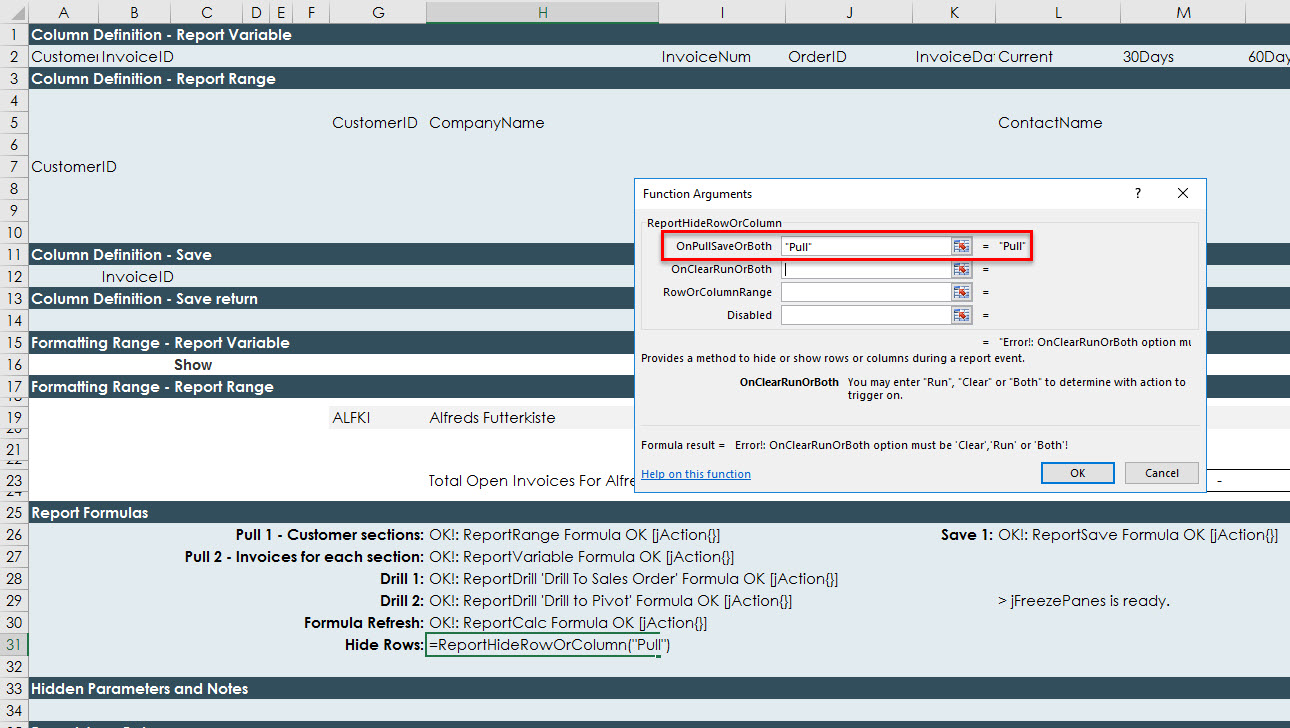 A B C D E F G H I J K L M
1 Column Definition - Report Variable
2 Customer InvoiceID InvoiceNum OrderID InvoiceDa Current 30Days 60Day
3 Column Definition - Report Range
4
5 CustomerID CompanyName ContactName
6
7 CustomerID
8
9
10
11 Column Definition - Save
12 InvoiceID
13 Column Definition - Save return
14
15 Formatting Range - Report Variable
16 Show
17 Formatting Range - Report Range
18
19 ALFKI Alfreds Futterkiste
20
21
22
23 Total Open Invoices For Alfre -
24
25 Report Formulas
26 Pull 1 - Customer sections: OK!: ReportRange Formula OK [jAction{}] Save 1: OK!: ReportSave Formula OK [jAction{}]
27 Pull 2 - Invoices for each section: OK!: ReportVariable Formula OK [jAction{}]
28 Drill 1: OK!: ReportDrill 'Drill To Sales Order' Formula OK [jAction{}]
29 Drill 2: OK!: ReportDrill 'Drill to Pivot' Formula OK [jAction{}] > jFreezePanes is ready.
30 Formula Refresh: OK!: ReportCalc Formula OK [jAction{}]
31 Hide Rows: =ReportHideRowOrColumn("Pull")
32
33 Hidden Parameters and Notes
34
Function Arguments ?
ReportHideRowOrColumn
OnPullSaveOrBoth "Pull" = "Pull"
OnClearRunOrBoth =
RowOrColumnRange =
Disabled =
= "Error!: OnClearRunOrBoth option mu
Provides a method to hide or show rows or columns during a report event.
OnClearRunOrBoth You may enter "Run", "Clear" or "Both" to determine with action to
trigger on.
Formula result = Error!: OnClearRunOrBoth option must be 'Clear','Run' or 'Both'!
Help on this function OK Cancel